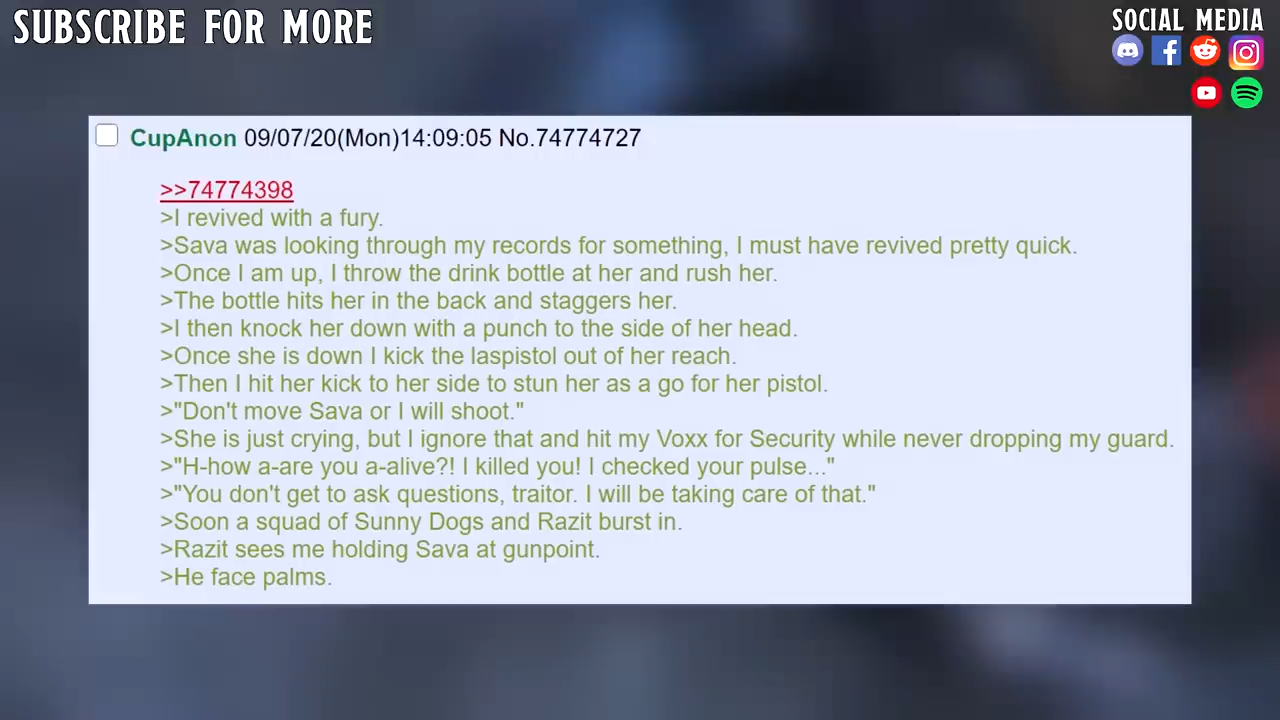 SUBSCRIBE FOR MORE
SOCIAL MEDIA
CupAnon 09/07/20(Mon)14:09:05 No.74774727
>>74774398
>I revived with a fury.
>Sava was looking through my records for something, I must have revived pretty quick.
>Once I am up, I throw the drink bottle at her and rush her.
>The bottle hits her in the back and staggers her.
>I then knock her down with a punch to the side of her head.
>Once she is down I kick the laspistol out of her reach.
>Then I hit her kick to her side to stun her as a go for her pistol.
>"Don't move Sava or I will shoot."
>She is just crying, but I ignore that and hit my Voxx for Security while never dropping my guard.
>"H-how a-are you a-alive?! I killed you! I checked your pulse..."
>"You don't get to ask questions, traitor. I will be taking care of that."
>Soon a squad of Sunny Dogs and Razit burst in.
>Razit sees me holding Sava at gunpoint.
>He face palms.